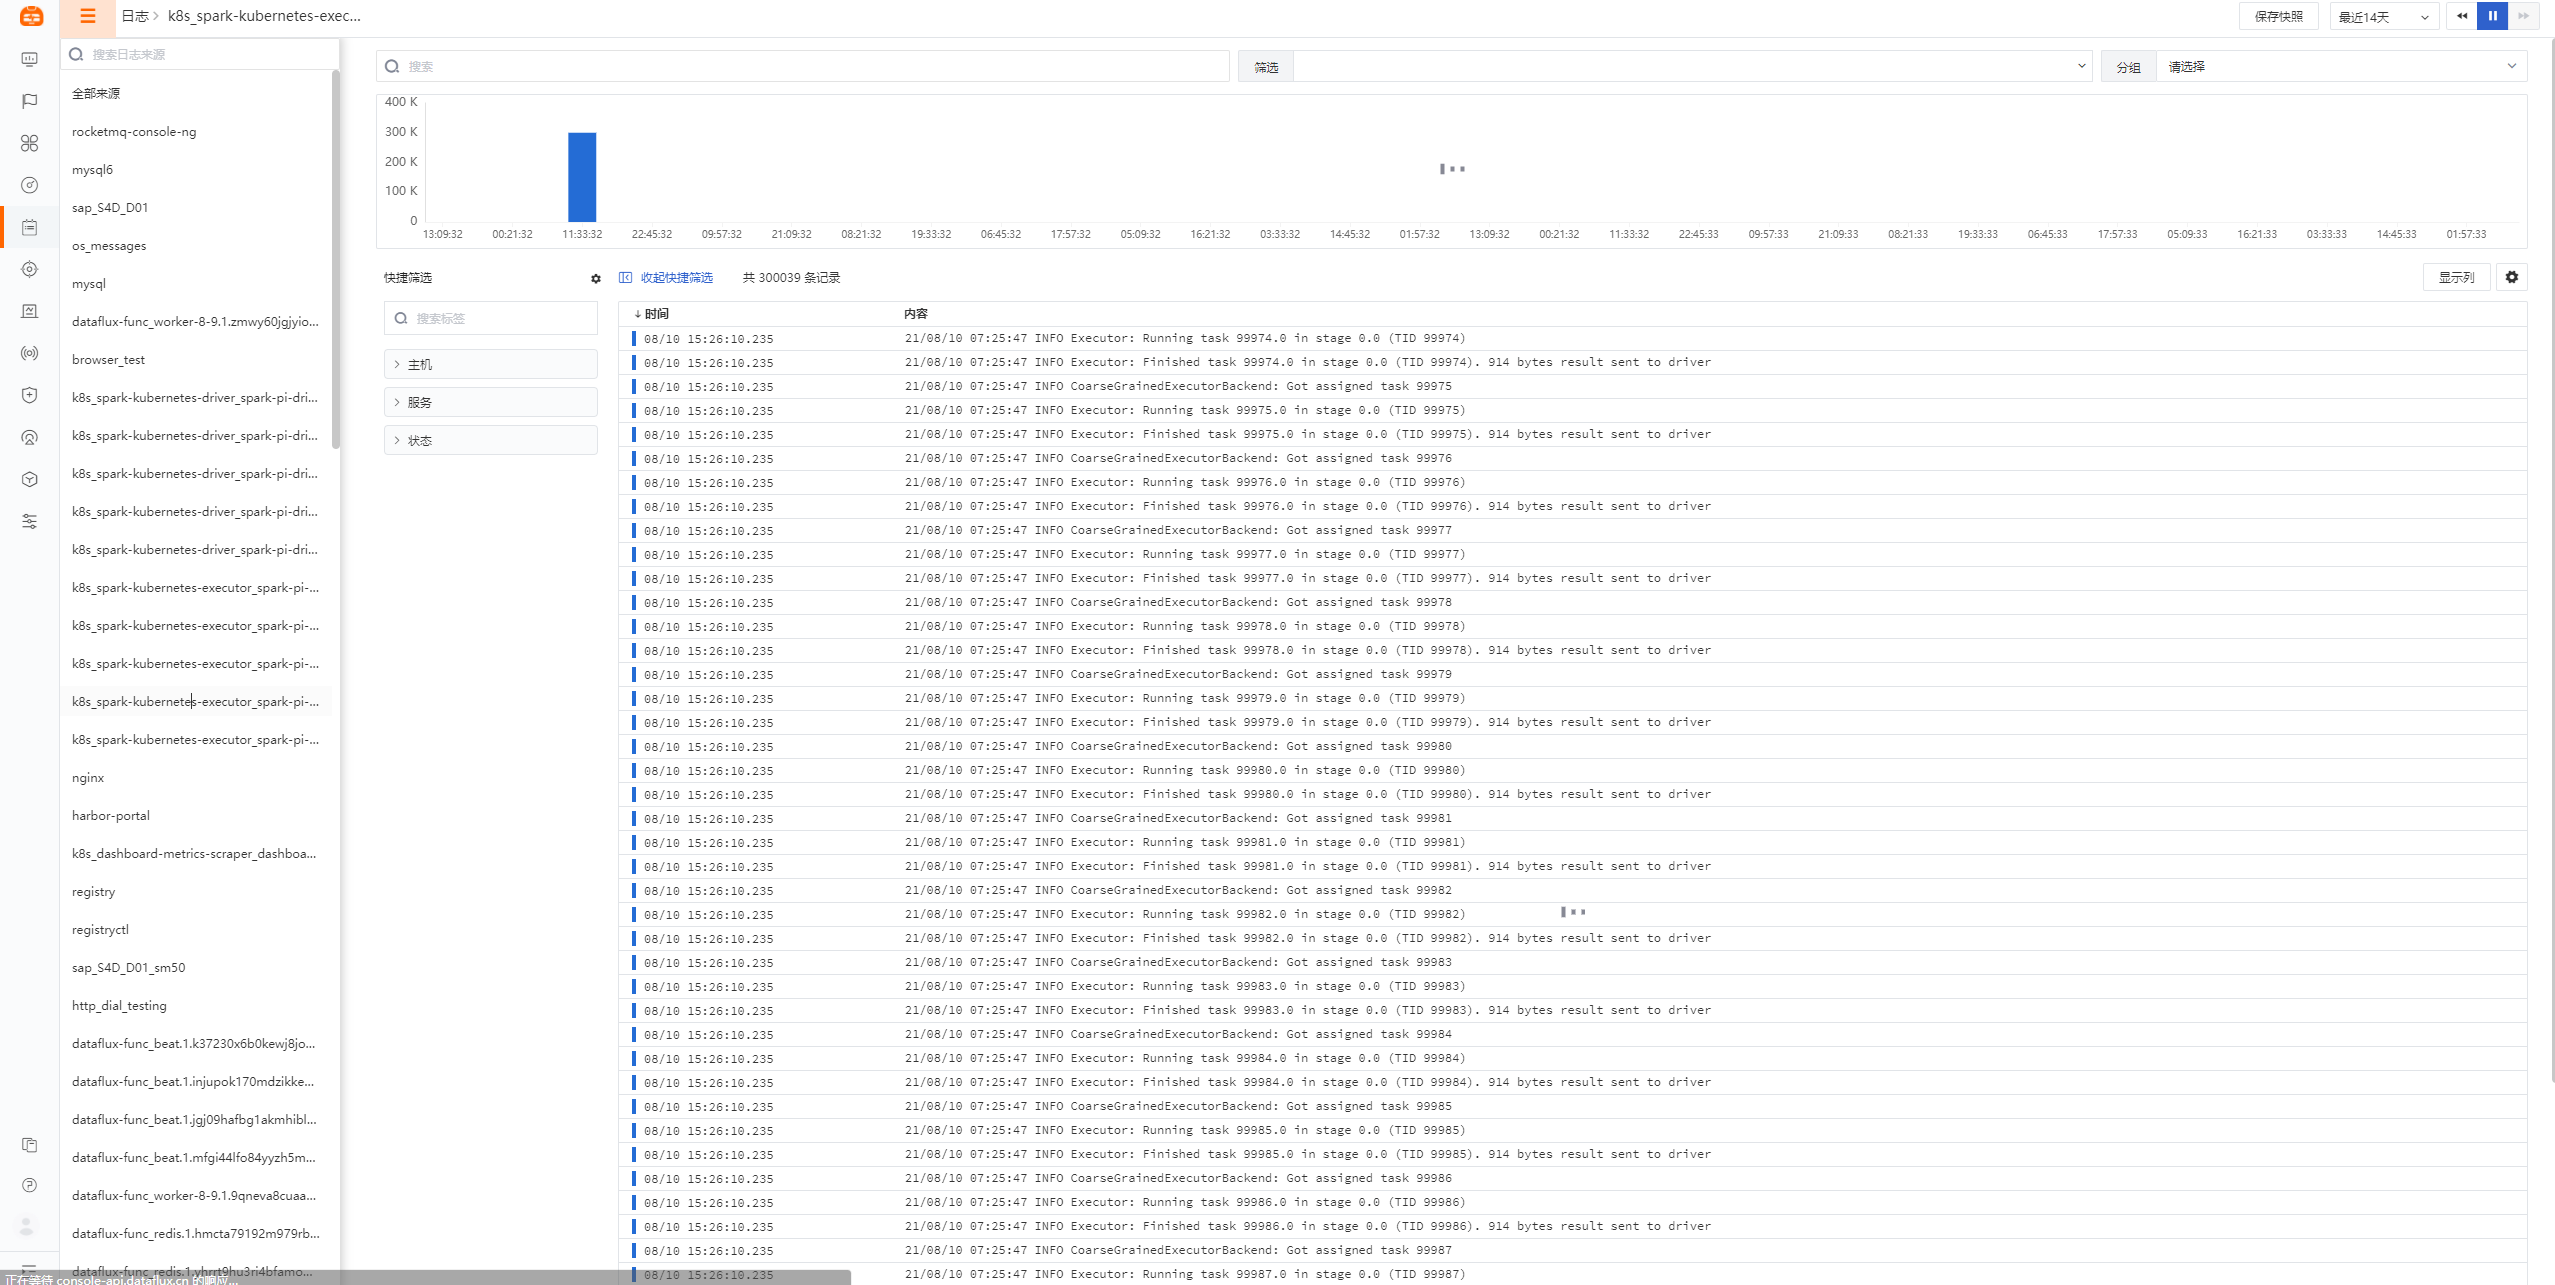 日志 > k8s_spark-kubernetes-exec...
保存快照
最近14天
搜索日志来源
全部来源
rocketmq-console-ng
mysql6
sap_S4D_D01
os_messages
mysql
dataflux-func_worker-8-9.1.zmwy60jgjyio...
browser_test
k8s_spark-kubernetes-driver_spark-pi-dri...
k8s_spark-kubernetes-driver_spark-pi-dri...
k8s_spark-kubernetes-driver_spark-pi-dri...
k8s_spark-kubernetes-driver_spark-pi-dri...
k8s_spark-kubernetes-driver_spark-pi-dri...
k8s_spark-kubernetes-executor_spark-pi-...
k8s_spark-kubernetes-executor_spark-pi-...
k8s_spark-kubernetes-executor_spark-pi-...
k8s_spark-kubernetes-executor_spark-pi-...
k8s_spark-kubernetes-executor_spark-pi-...
nginx
harbor-portal
k8s_dashboard-metrics-scraper_dashboa...
registry
registryctl
sap_S4D_D01_sm50
http_dial_testing
dataflux-func_beat.1.k37230x6b0kewj8jo...
dataflux-func_beat.1.injupok170mdzikke...
dataflux-func_beat.1.jgj09hafbg1akmhibl...
dataflux-func_beat.1.mfgi44lfo84yyzh5m...
dataflux-func_worker-8-9.1.9qneva8cuaa...
dataflux-func_redis.1.hmcta79192m979rb...
dataflux-func_redis.1.vhrrt9hu3ri4bfamo...
正在等待 console-api.dataflux.cn 的响应...
搜索
筛选
分组 请选择
400 K
300 K
200 K
100 K
0
13:09:32 00:21:32 11:33:32 22:45:32 09:57:32 21:09:32 08:21:32 19:33:32 06:45:32 17:57:32 05:09:32 16:21:32 03:33:32 14:45:32 01:57:32 13:09:32 00:21:32 11:33:32 22:45:33 09:57:33 21:09:33 08:21:33 19:33:33 06:45:33 17:57:33 05:09:33 16:21:33 03:33:33 14:45:33 01:57:33
快捷筛选
搜索标签
主机
服务
状态
收起快捷筛选 共 300039 条记录
显示列
↓时间 内容
08/10 15:26:10.235 21/08/10 07:25:47 INFO Executor: Running task 99974.0 in stage 0.0 (TID 99974)
08/10 15:26:10.235 21/08/10 07:25:47 INFO Executor: Finished task 99974.0 in stage 0.0 (TID 99974). 914 bytes result sent to driver
08/10 15:26:10.235 21/08/10 07:25:47 INFO CoarseGrainedExecutorBackend: Got assigned task 99975
08/10 15:26:10.235 21/08/10 07:25:47 INFO Executor: Running task 99975.0 in stage 0.0 (TID 99975)
08/10 15:26:10.235 21/08/10 07:25:47 INFO Executor: Finished task 99975.0 in stage 0.0 (TID 99975). 914 bytes result sent to driver
08/10 15:26:10.235 21/08/10 07:25:47 INFO CoarseGrainedExecutorBackend: Got assigned task 99976
08/10 15:26:10.235 21/08/10 07:25:47 INFO Executor: Running task 99976.0 in stage 0.0 (TID 99976)
08/10 15:26:10.235 21/08/10 07:25:47 INFO Executor: Finished task 99976.0 in stage 0.0 (TID 99976). 914 bytes result sent to driver
08/10 15:26:10.235 21/08/10 07:25:47 INFO CoarseGrainedExecutorBackend: Got assigned task 99977
08/10 15:26:10.235 21/08/10 07:25:47 INFO Executor: Running task 99977.0 in stage 0.0 (TID 99977)
08/10 15:26:10.235 21/08/10 07:25:47 INFO Executor: Finished task 99977.0 in stage 0.0 (TID 99977). 914 bytes result sent to driver
08/10 15:26:10.235 21/08/10 07:25:47 INFO CoarseGrainedExecutorBackend: Got assigned task 99978
08/10 15:26:10.235 21/08/10 07:25:47 INFO Executor: Running task 99978.0 in stage 0.0 (TID 99978)
08/10 15:26:10.235 21/08/10 07:25:47 INFO Executor: Finished task 99978.0 in stage 0.0 (TID 99978). 914 bytes result sent to driver
08/10 15:26:10.235 21/08/10 07:25:47 INFO CoarseGrainedExecutorBackend: Got assigned task 99979
08/10 15:26:10.235 21/08/10 07:25:47 INFO Executor: Running task 99979.0 in stage 0.0 (TID 99979)
08/10 15:26:10.235 21/08/10 07:25:47 INFO Executor: Finished task 99979.0 in stage 0.0 (TID 99979). 914 bytes result sent to driver
08/10 15:26:10.235 21/08/10 07:25:47 INFO CoarseGrainedExecutorBackend: Got assigned task 99980
08/10 15:26:10.235 21/08/10 07:25:47 INFO Executor: Running task 99980.0 in stage 0.0 (TID 99980)
08/10 15:26:10.235 21/08/10 07:25:47 INFO Executor: Finished task 99980.0 in stage 0.0 (TID 99980). 914 bytes result sent to driver
08/10 15:26:10.235 21/08/10 07:25:47 INFO CoarseGrainedExecutorBackend: Got assigned task 99981
08/10 15:26:10.235 21/08/10 07:25:47 INFO Executor: Running task 99981.0 in stage 0.0 (TID 99981)
08/10 15:26:10.235 21/08/10 07:25:47 INFO Executor: Finished task 99981.0 in stage 0.0 (TID 99981). 914 bytes result sent to driver
08/10 15:26:10.235 21/08/10 07:25:47 INFO CoarseGrainedExecutorBackend: Got assigned task 99982
08/10 15:26:10.235 21/08/10 07:25:47 INFO Executor: Running task 99982.0 in stage 0.0 (TID 99982)
08/10 15:26:10.235 21/08/10 07:25:47 INFO Executor: Finished task 99982.0 in stage 0.0 (TID 99982). 914 bytes result sent to driver
08/10 15:26:10.235 21/08/10 07:25:47 INFO CoarseGrainedExecutorBackend: Got assigned task 99983
08/10 15:26:10.235 21/08/10 07:25:47 INFO Executor: Running task 99983.0 in stage 0.0 (TID 99983)
08/10 15:26:10.235 21/08/10 07:25:47 INFO Executor: Finished task 99983.0 in stage 0.0 (TID 99983). 914 bytes result sent to driver
08/10 15:26:10.235 21/08/10 07:25:47 INFO CoarseGrainedExecutorBackend: Got assigned task 99984
08/10 15:26:10.235 21/08/10 07:25:47 INFO Executor: Running task 99984.0 in stage 0.0 (TID 99984)
08/10 15:26:10.235 21/08/10 07:25:47 INFO Executor: Finished task 99984.0 in stage 0.0 (TID 99984). 914 bytes result sent to driver
08/10 15:26:10.235 21/08/10 07:25:47 INFO CoarseGrainedExecutorBackend: Got assigned task 99985
08/10 15:26:10.235 21/08/10 07:25:47 INFO Executor: Running task 99985.0 in stage 0.0 (TID 99985)
08/10 15:26:10.235 21/08/10 07:25:47 INFO Executor: Finished task 99985.0 in stage 0.0 (TID 99985). 914 bytes result sent to driver
08/10 15:26:10.235 21/08/10 07:25:47 INFO CoarseGrainedExecutorBackend: Got assigned task 99986
08/10 15:26:10.235 21/08/10 07:25:47 INFO Executor: Running task 99986.0 in stage 0.0 (TID 99986)
08/10 15:26:10.235 21/08/10 07:25:47 INFO Executor: Finished task 99986.0 in stage 0.0 (TID 99986). 914 bytes result sent to driver
08/10 15:26:10.235 21/08/10 07:25:47 INFO CoarseGrainedExecutorBackend: Got assigned task 99987
08/10 15:26:10.235 21/08/10 07:25:47 INFO Executor: Running task 99987.0 in stage 0.0 (TID 99987)